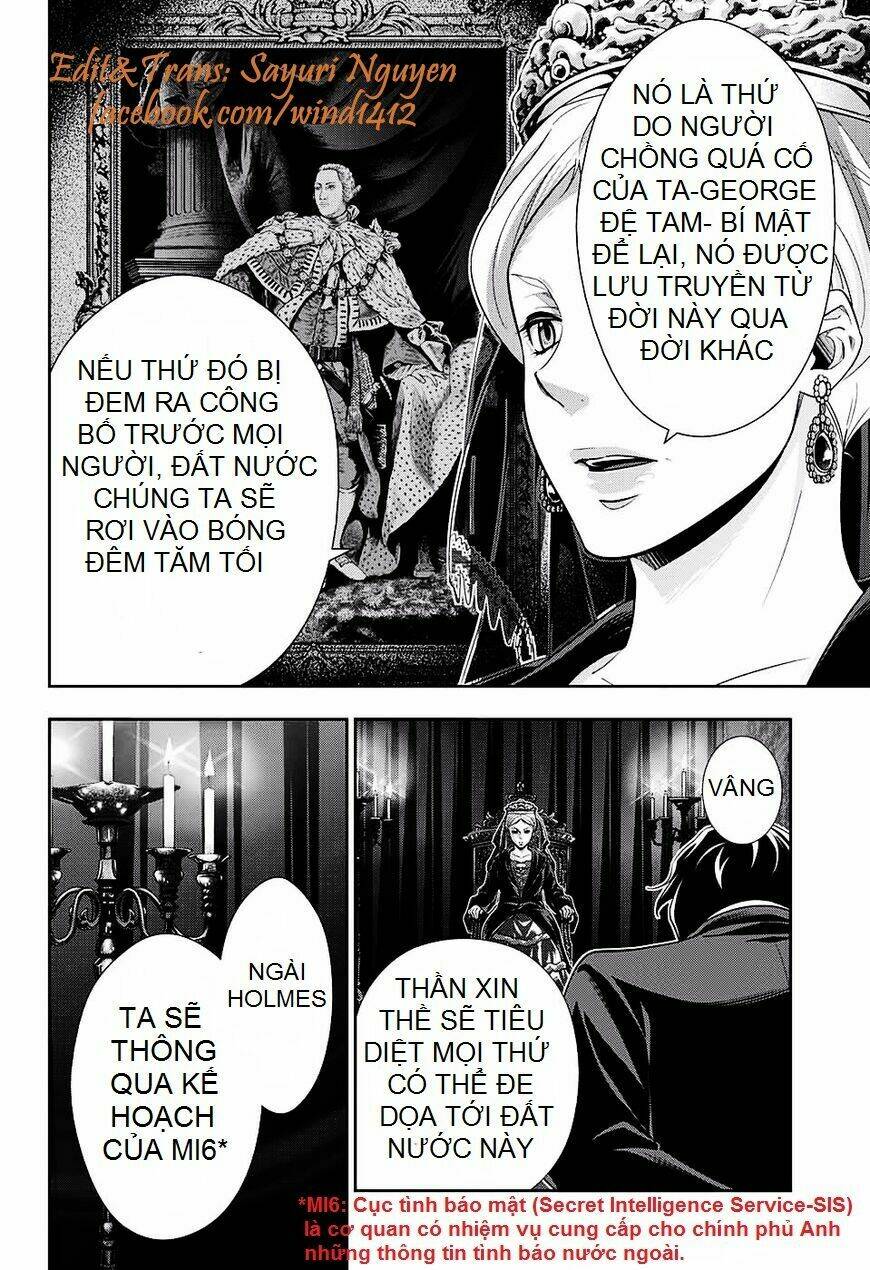 Edit&Trans: Sayuri Nguyen
facebook.com/wind1412
NÓ LÀ THỨ
DO NGƯỜI
CHỒNG QUÁ CỐ
CỦA TA-GEORGE
ĐỆ TAM- BÍ MẬT
ĐỂ LẠI, NÓ ĐƯỢC
LƯU TRUYỀN TỪ
ĐỜI NÀY QUA
ĐỜI KHÁC
NẾU THỨ ĐÓ BỊ
ĐEM RA CÔNG
BỐ TRƯỚC MỌI
NGƯỜI, ĐẤT NƯỚC
CHÚNG TA SẼ
RƠI VÀO BÓNG
ĐÊM TĂM TỐI
VÂNG
THẦN XIN
THỀ SẼ TIÊU
DIỆT MỌI THỨ
CÓ THỂ ĐE
DỌA TỚI ĐẤT
NƯỚC NÀY
NGÀI
HOLMES
TA SẼ
THÔNG
QUA KẾ
HOẠCH
CỦA MI6*
*MI6: Cục tình báo mật (Secret Intelligence Service-SIS)
là cơ quan có nhiệm vụ cung cấp cho chính phủ Anh
những thông tin tình báo nước ngoài.